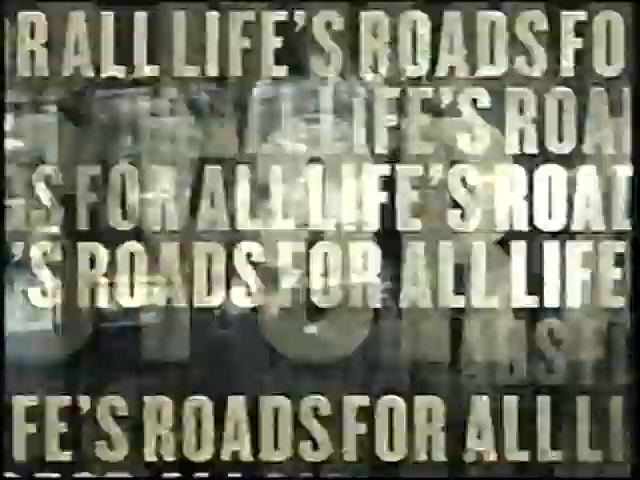 R ALL LIFE'S ROADS FO
LIFE'S ROA
S FOR ALL LIFE'S ROAD
'S ROADS FOR ALL LIFE
FE'S ROADS FOR ALL LI